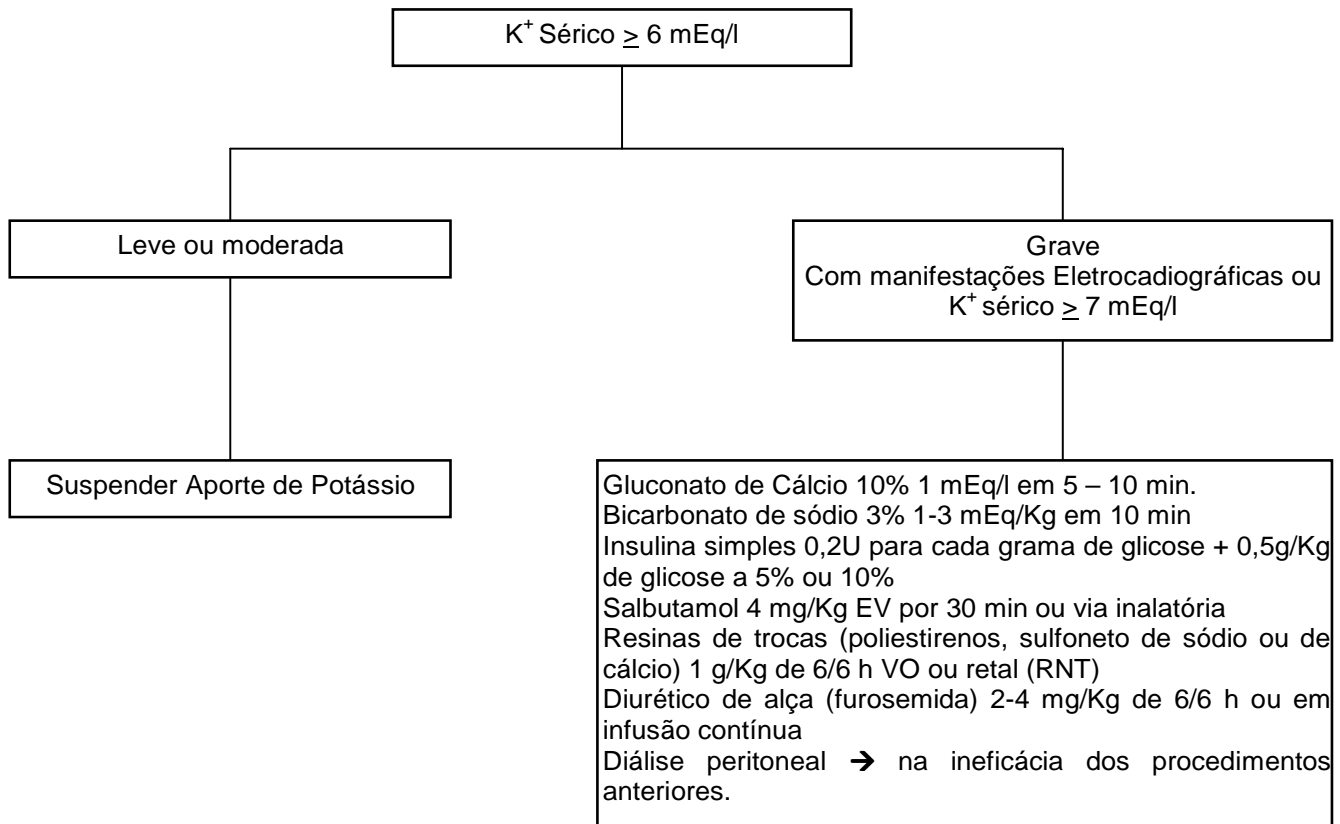 K⁺ Sérico ≥ 6 mEq/l
Leve ou moderada
Grave
Com manifestações Eletrocadiográficas ou
K⁺ sérico ≥ 7 mEq/l
Suspender Aporte de Potássio
Gluconato de Cálcio 10% 1 mEq/l em 5 – 10 min.
Bicarbonato de sódio 3% 1-3 mEq/Kg em 10 min
Insulina simples 0,2U para cada grama de glicose + 0,5g/Kg
de glicose a 5% ou 10%
Salbutamol 4 mg/Kg EV por 30 min ou via inalatória
Resinas de trocas (poliestirenos, sulfoneto de sódio ou de
cálcio) 1 g/Kg de 6/6 h VO ou retal (RNT)
Diurético de alça (furosemida) 2-4 mg/Kg de 6/6 h ou em
infusão contínua
Diálise peritoneal ➔ na ineficácia dos procedimentos
anteriores.